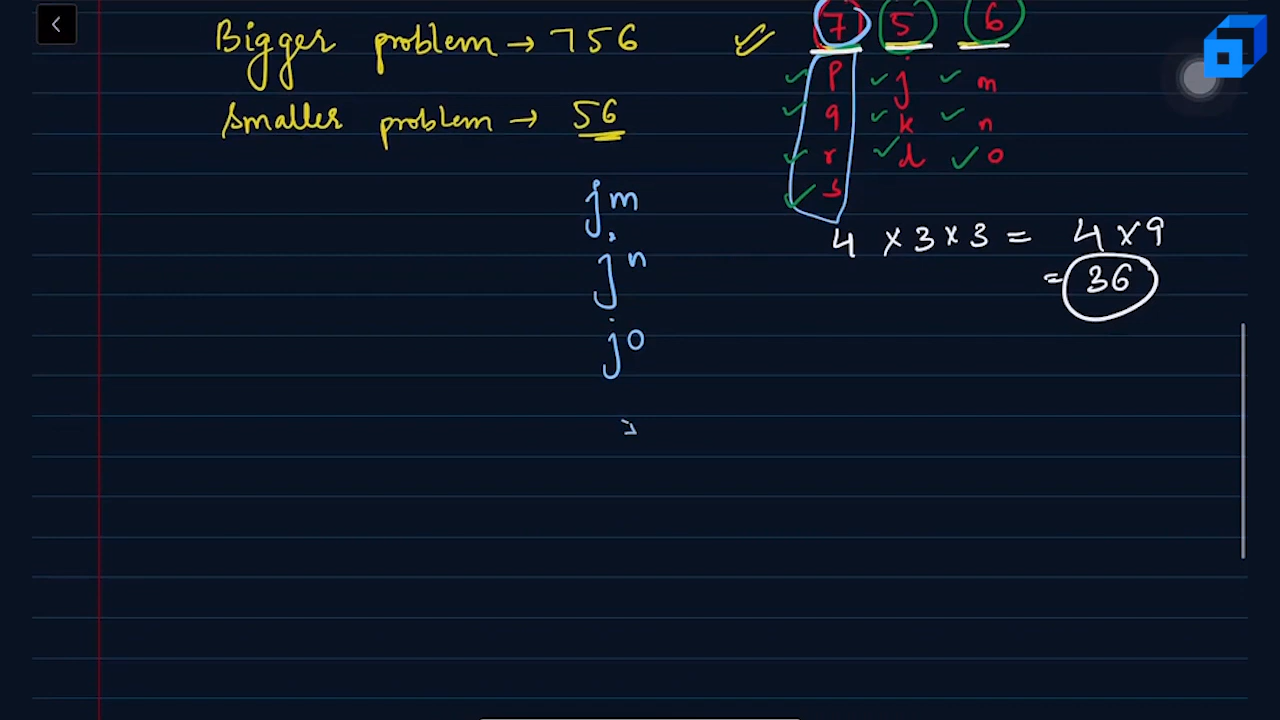 Bigger problem → 756
Smaller problem → 56
jm
jn
jo
7 5 6
p j m
q k n
r l o
s
4 × 3 × 3 = 4 × 9
= 36